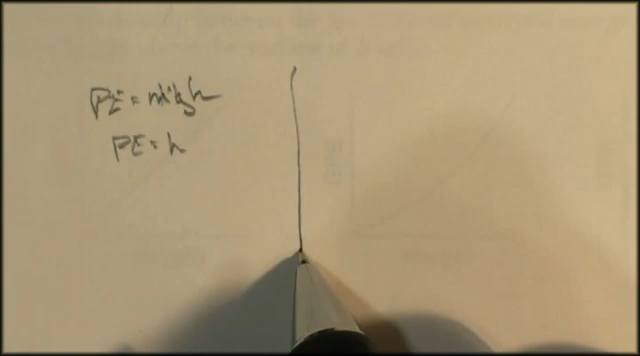 PE = mgh
PE = h